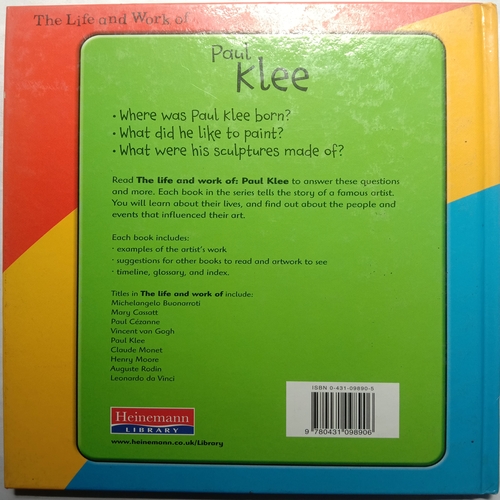 The Life and Work of
Paul
Klee
• Where was Paul Klee born?
• What did he like to paint?
• What were his sculptures made of?
Read The life and work of: Paul Klee to answer these questions
and more. Each book in the series tells the story of a famous artist.
You will learn about their lives, and find out about the people and
events that influenced their art.
Each book includes:
• examples of the artist's work
• suggestions for other books to read and artwork to see
• timeline, glossary, and index.
Titles in The life and work of include:
Michelangelo Buonarroti
Mary Cassatt
Paul Cézanne
Vincent van Gogh
Paul Klee
Claude Monet
Henry Moore
Auguste Rodin
Leonardo da Vinci
ISBN 0-431-09890-5
9 780431 098906
Heinemann
LIBRARY
www.heinemann.co.uk/Library